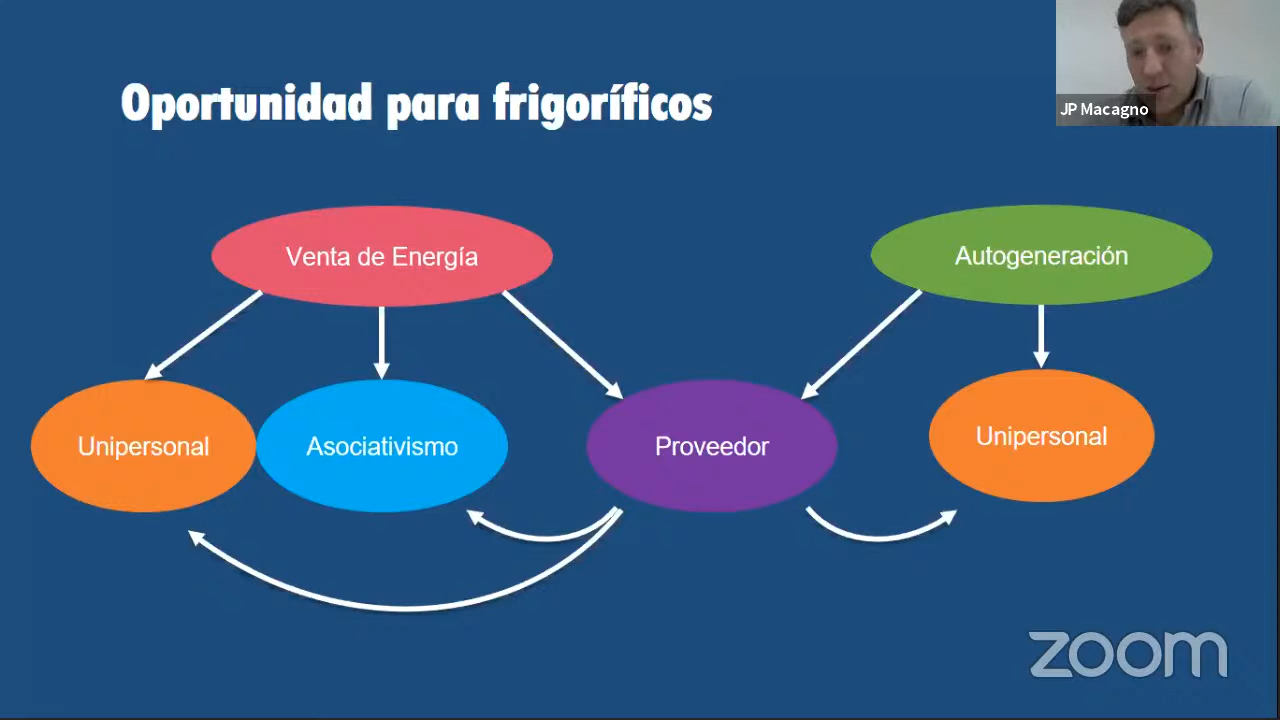 Oportunidad para frigoríficos
JP Macagno
Venta de Energía
Autogeneración
Unipersonal
Asociativismo
Proveedor
Unipersonal
zoom